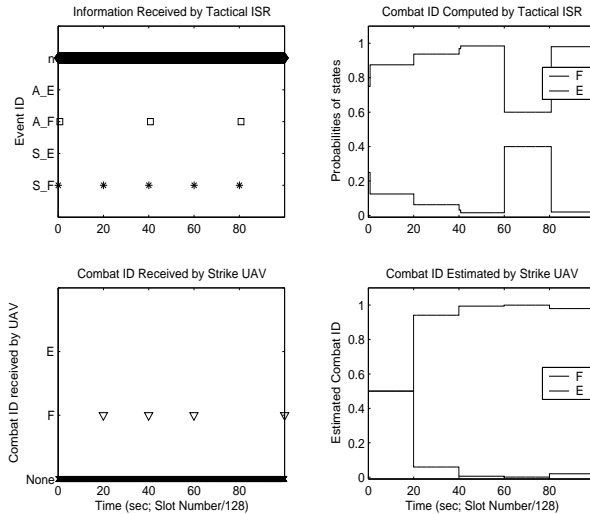 Information Received by Tactical ISR
Event ID
n
A_E
A_F
S_E
S_F
0 20 40 60 80
Combat ID Computed by Tactical ISR
Probabilities of states
1
0.8
0.6
0.4
0.2
0
0 20 40 60 80
F
E
Combat ID Received by Strike UAV
Combat ID received by UAV
E
F
None
0 20 40 60 80
Time (sec; Slot Number/128)
Combat ID Estimated by Strike UAV
Estimated Combat ID
1
0.8
0.6
0.4
0.2
0
0 20 40 60 80
F
E
Time (sec; Slot Number/128)